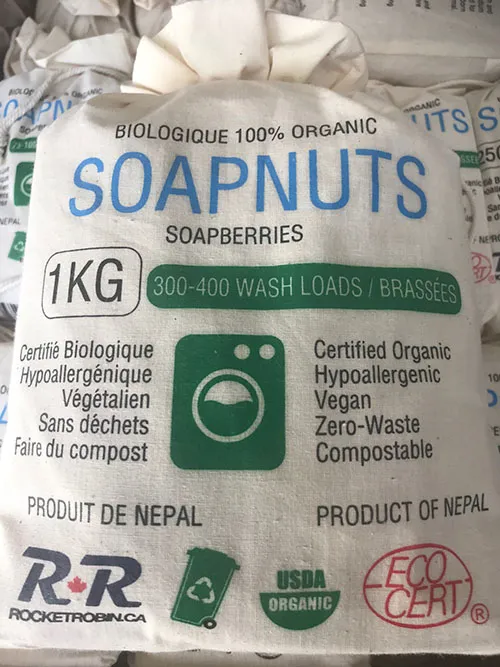 BIOLOGIQUE 100% ORGANIC
SOAPNUTS
SOAPBERRIES
1KG
300-400 WASH LOADS / BRASSÉES
Certifié Biologique
Hypoallergénique
Végétalien
Sans déchets
Faire du compost
Certified Organic
Hypoallergenic
Vegan
Zero-Waste
Compostable
PRODUIT DE NEPAL
PRODUCT OF NEPAL
R R
ROCKETROBIN.CA
USDA
ORGANIC
ECO
CERT
®